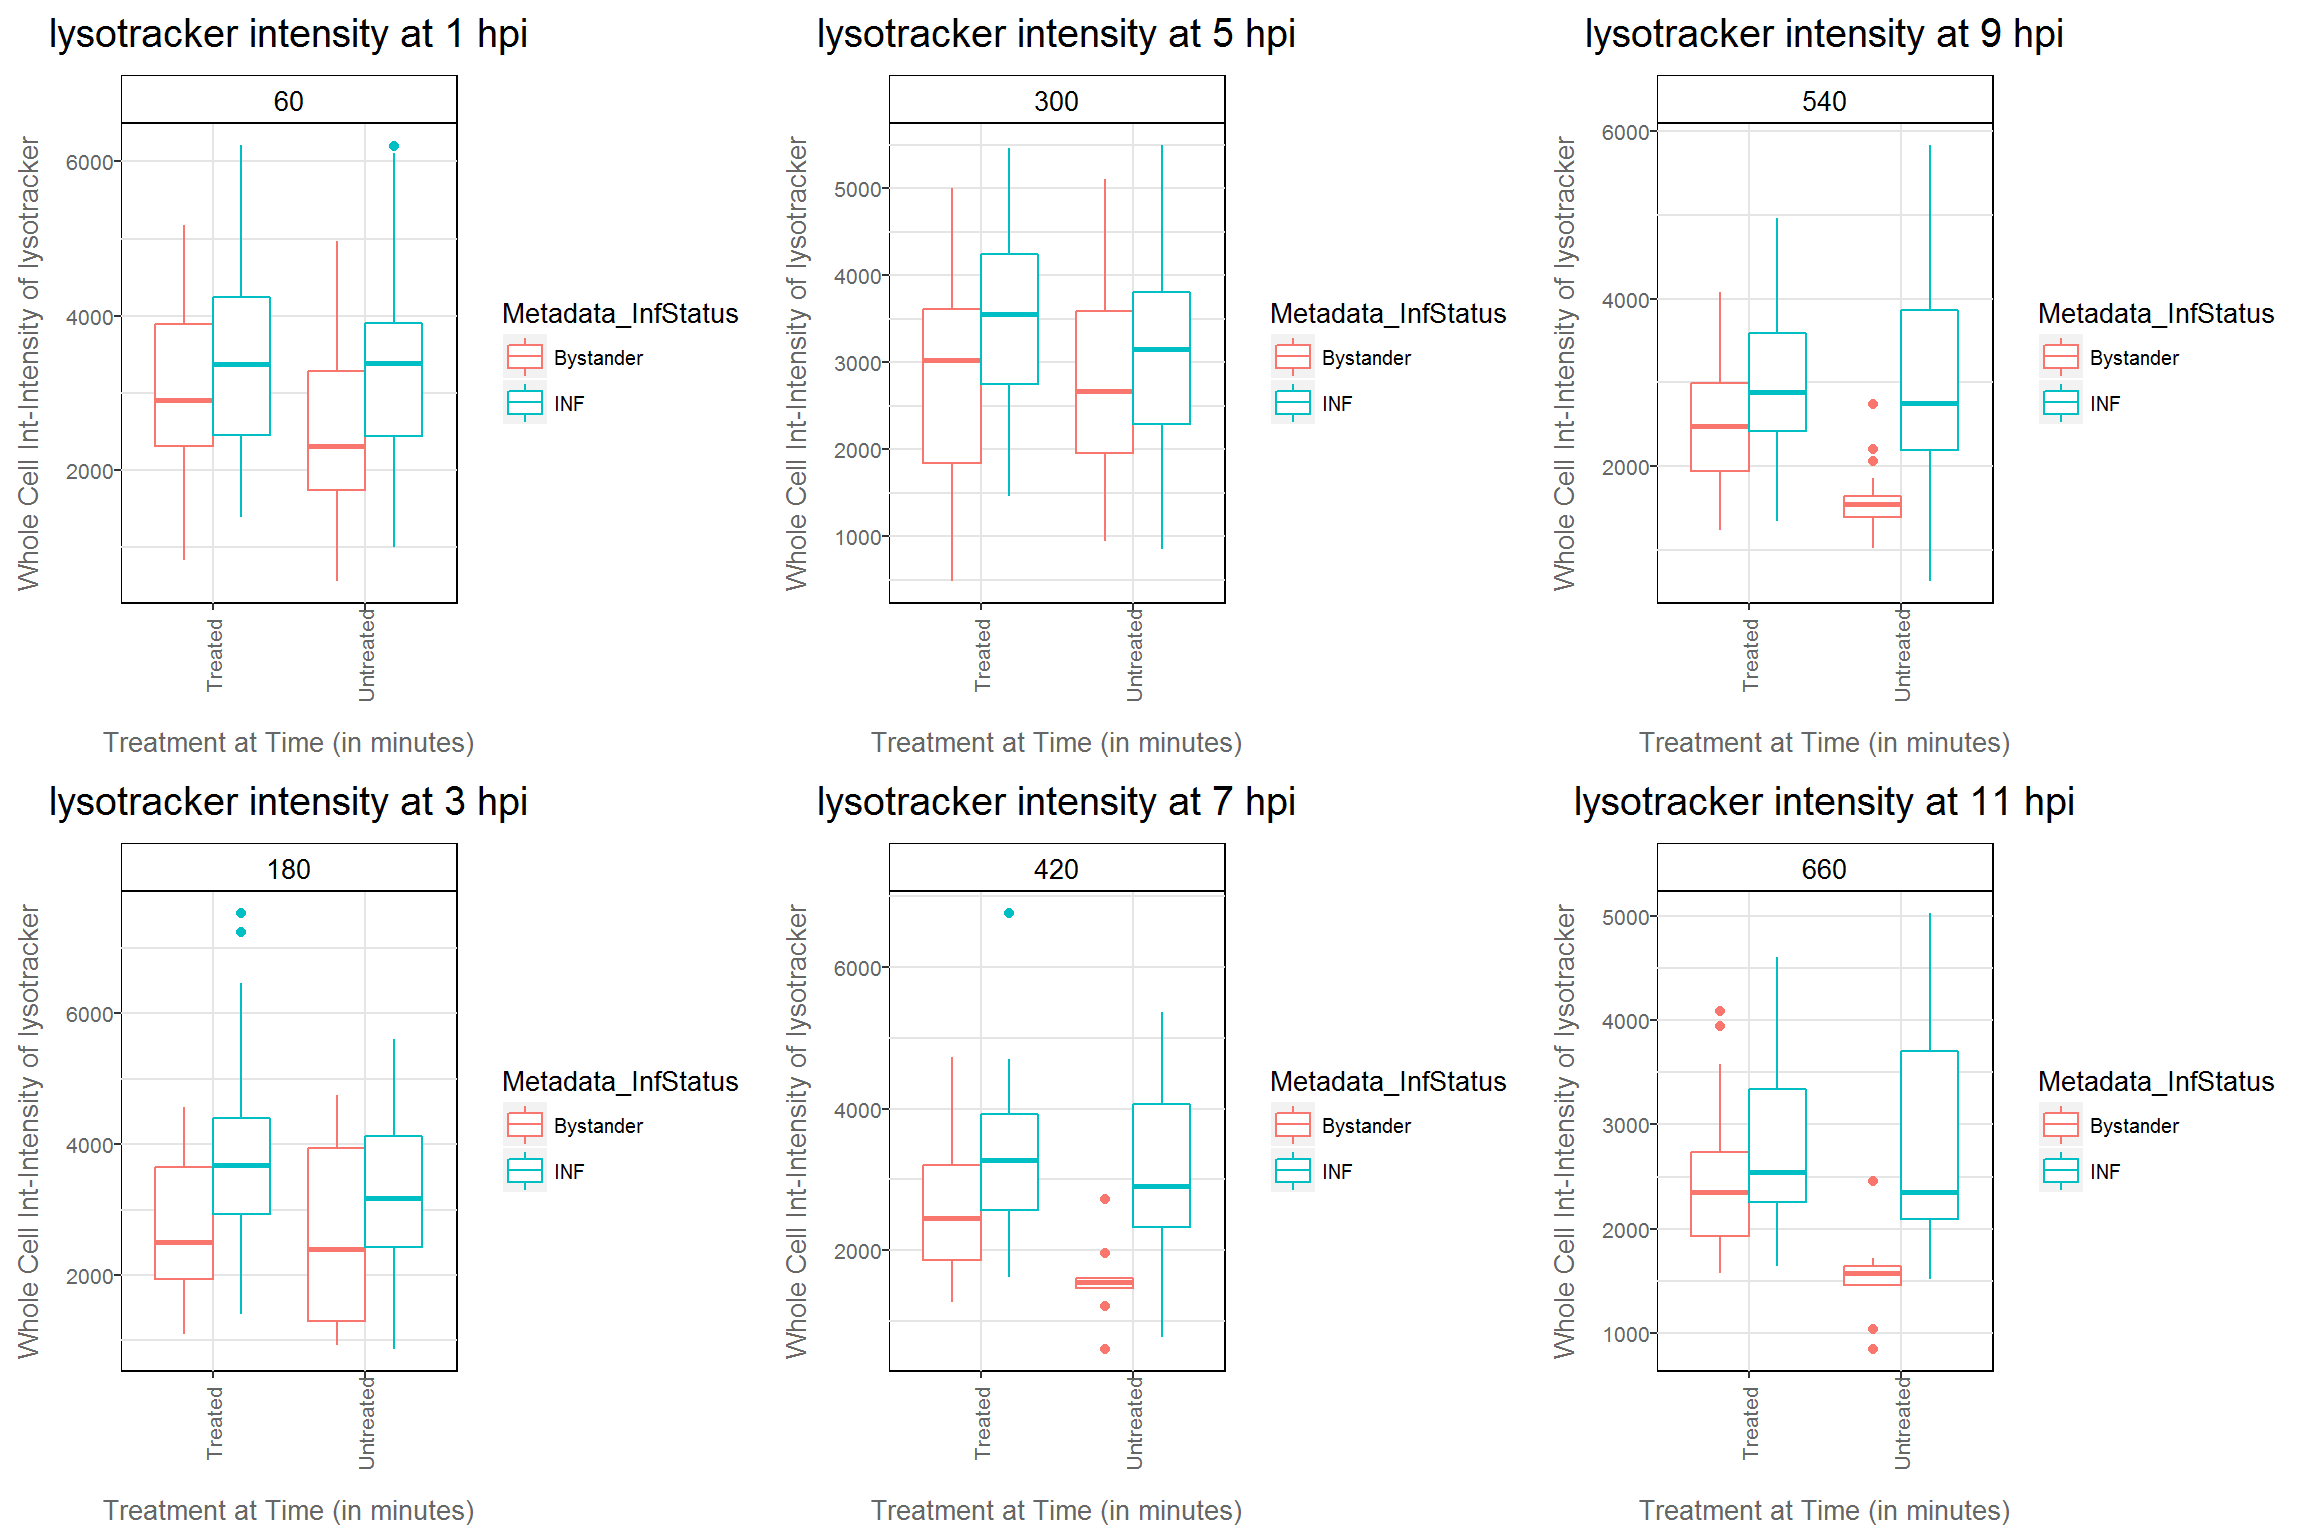 lysotracker intensity at 1 hpi
60
Whole Cell Int-Intensity of lysotracker
6000
4000
2000
Treated
Untreated
Treatment at Time (in minutes)
Metadata_InfStatus
Bystander
INF
lysotracker intensity at 5 hpi
300
Whole Cell Int-Intensity of lysotracker
5000
4000
3000
2000
1000
Treated
Untreated
Treatment at Time (in minutes)
Metadata_InfStatus
Bystander
INF
lysotracker intensity at 9 hpi
540
Whole Cell Int-Intensity of lysotracker
6000
4000
2000
Treated
Untreated
Treatment at Time (in minutes)
Metadata_InfStatus
Bystander
INF
lysotracker intensity at 3 hpi
180
Whole Cell Int-Intensity of lysotracker
6000
4000
2000
Treated
Untreated
Treatment at Time (in minutes)
Metadata_InfStatus
Bystander
INF
lysotracker intensity at 7 hpi
420
Whole Cell Int-Intensity of lysotracker
6000
4000
2000
Treated
Untreated
Treatment at Time (in minutes)
Metadata_InfStatus
Bystander
INF
lysotracker intensity at 11 hpi
660
Whole Cell Int-Intensity of lysotracker
5000
4000
3000
2000
1000
Treated
Untreated
Treatment at Time (in minutes)
Metadata_InfStatus
Bystander
INF